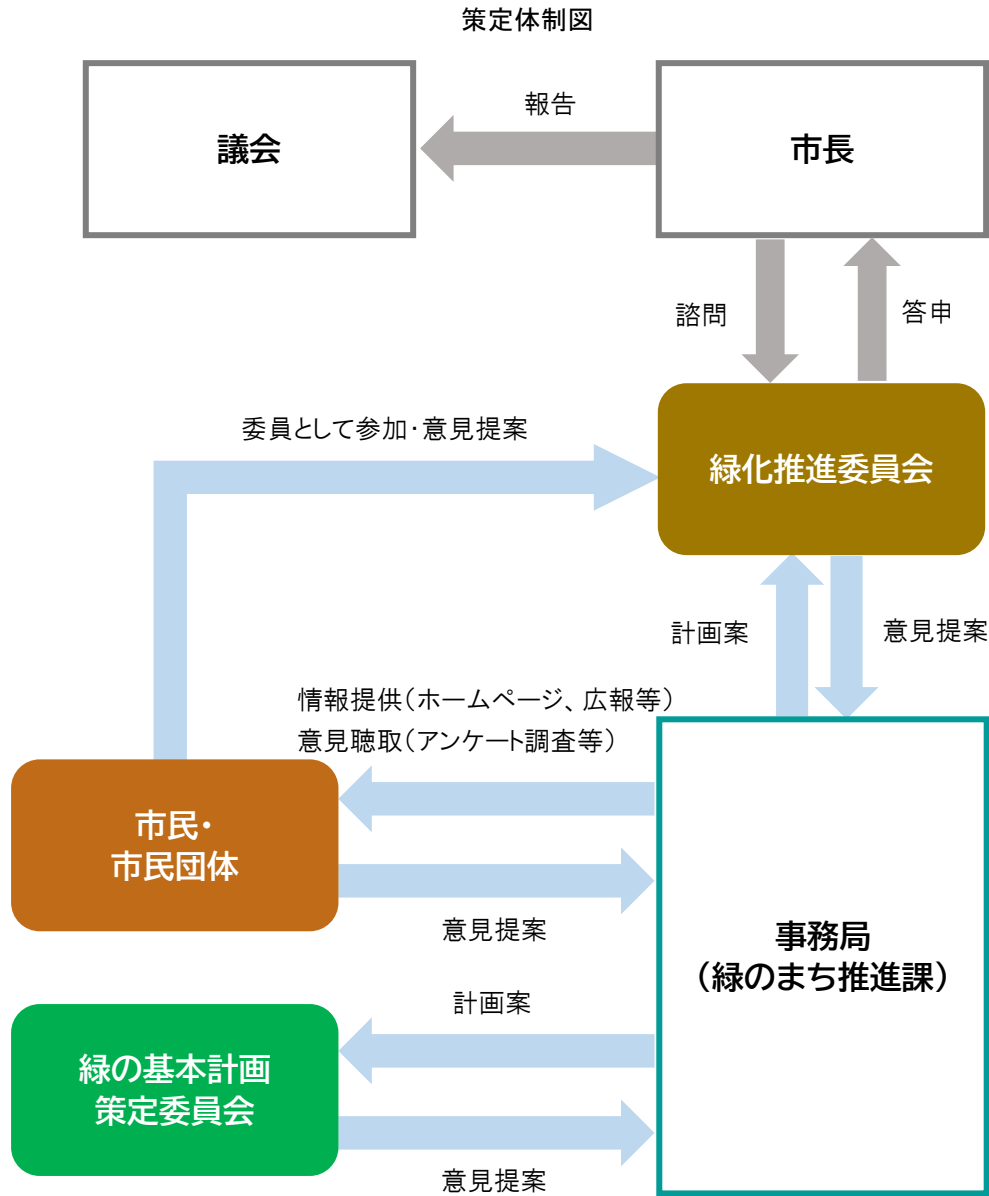 策定体制図
議会
報告
市長
諮問
答申
委員として参加・意見提案
緑化推進委員会
計画案
意見提案
情報提供（ホームページ、広報等）
意見聴取（アンケート調査等）
市民・
市民団体
意見提案
事務局
（緑のまち推進課）
計画案
緑の基本計画
策定委員会
意見提案